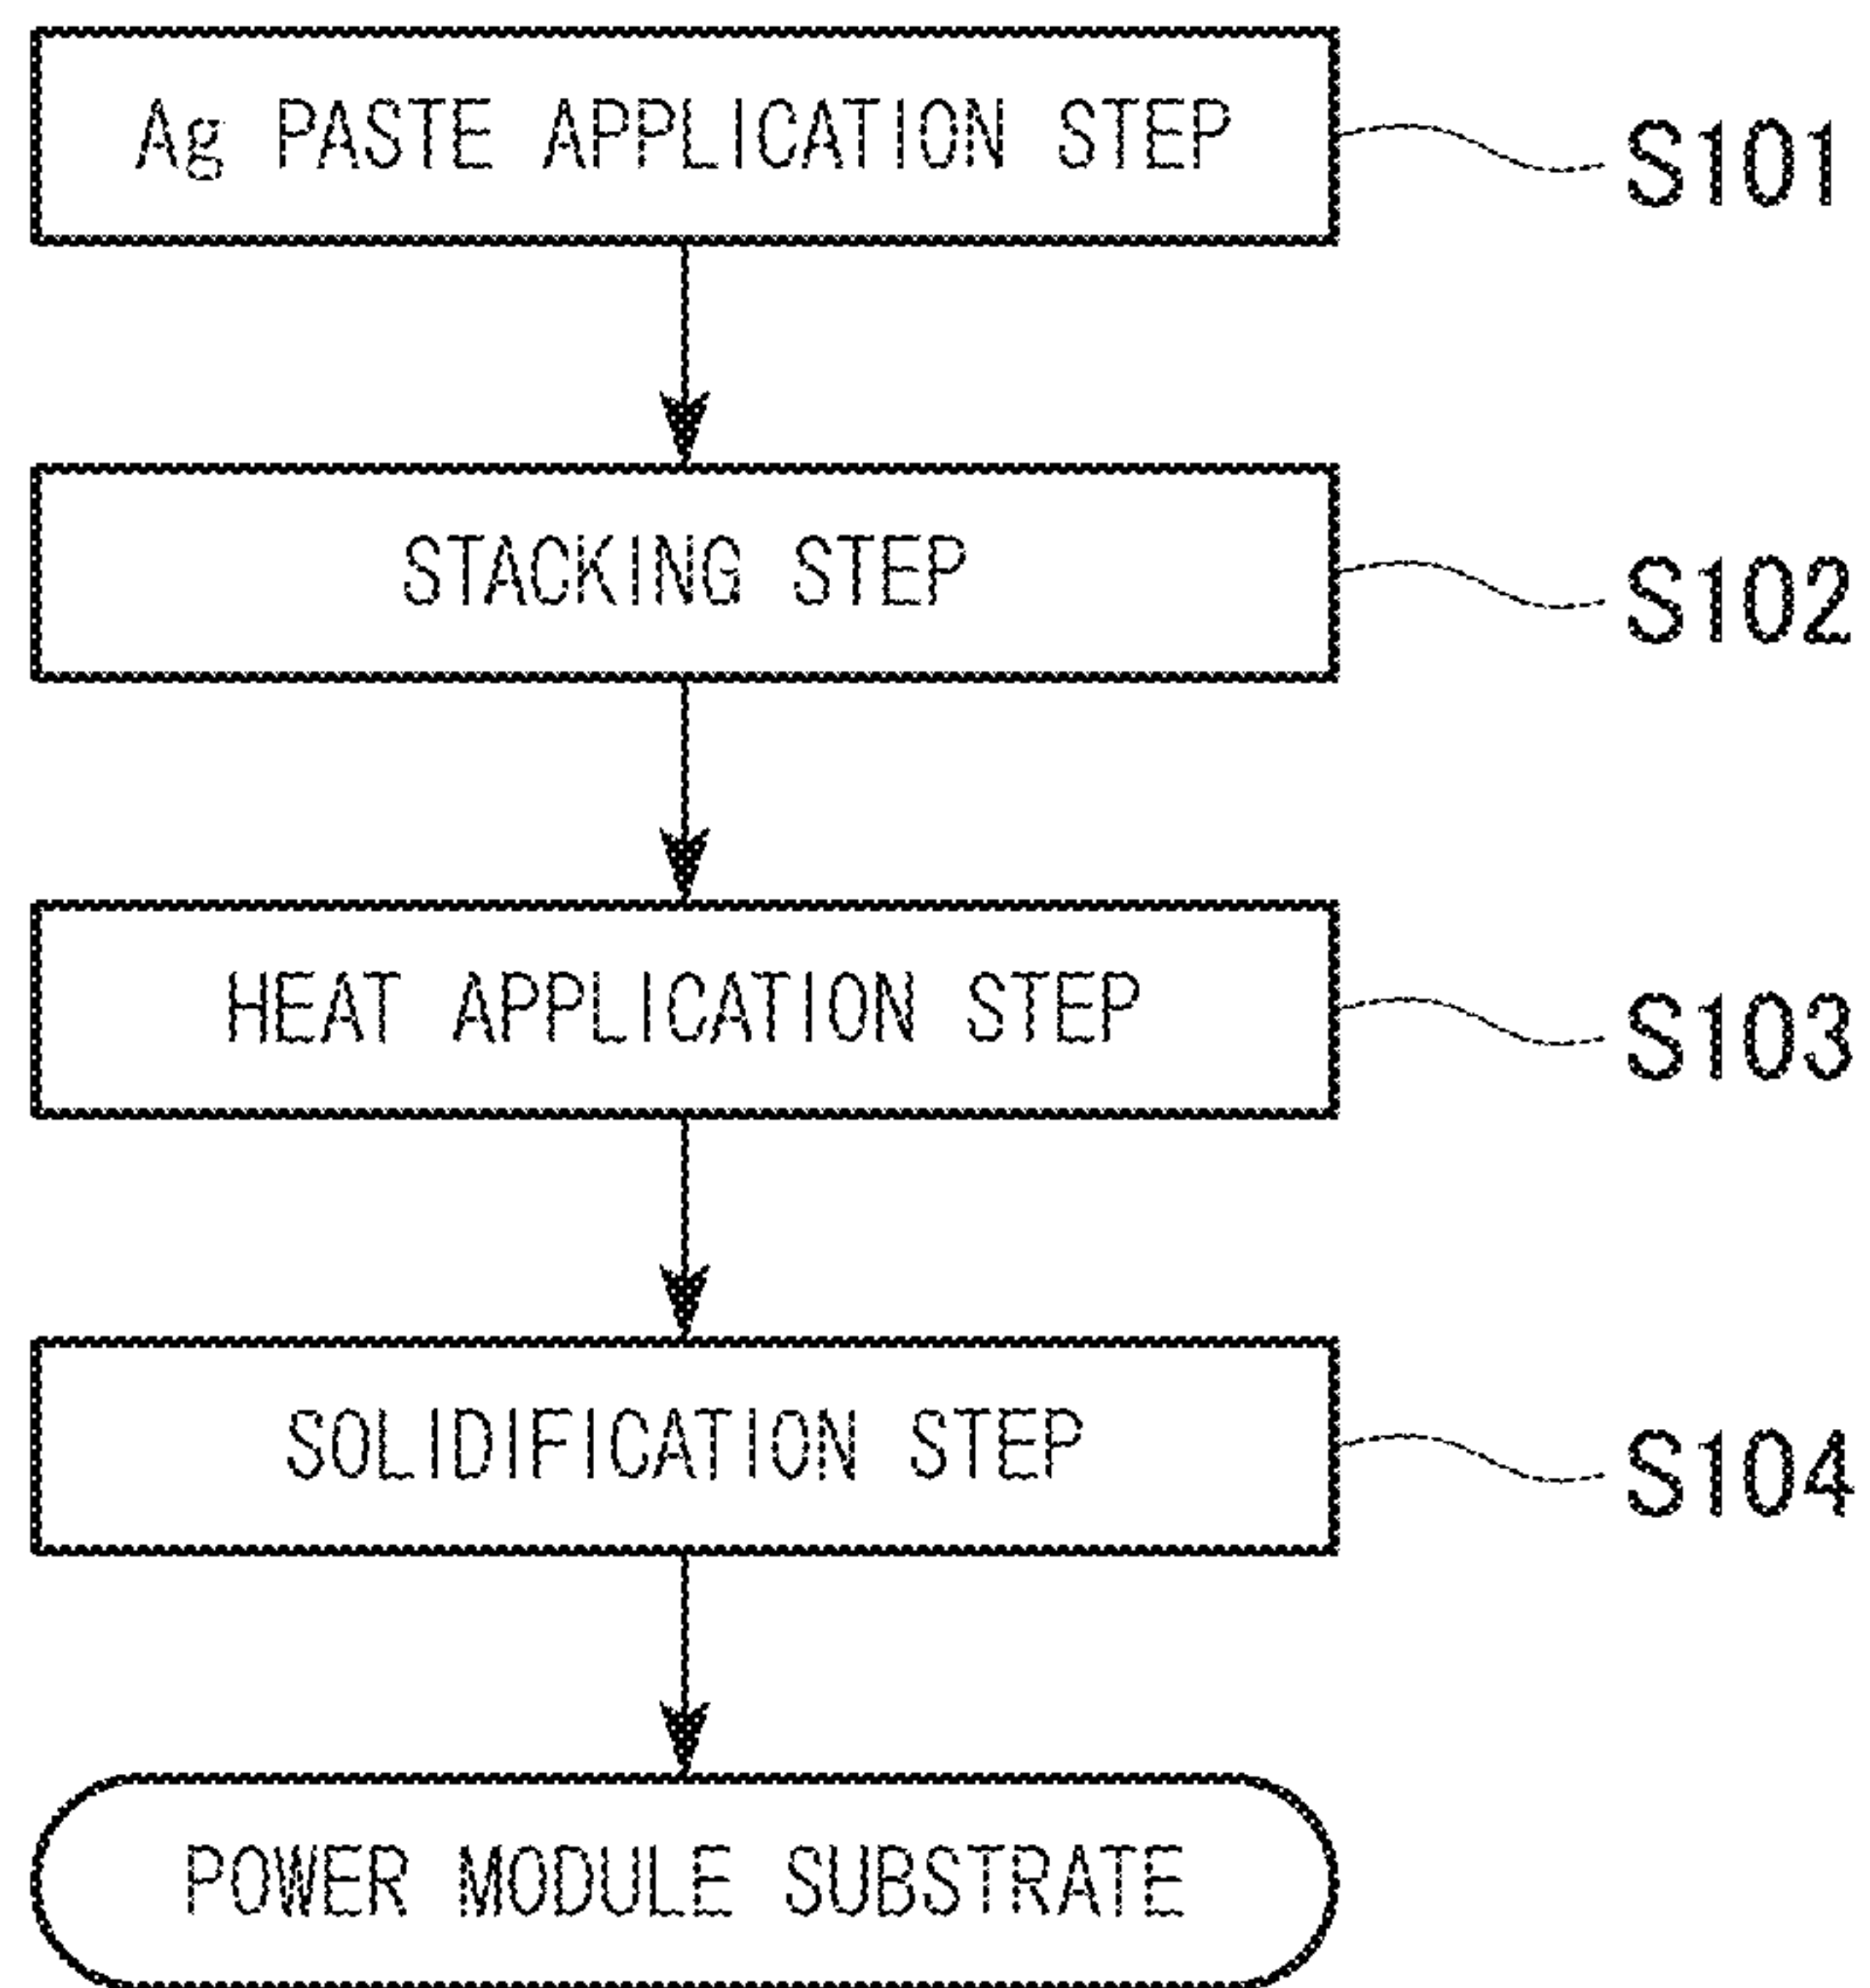 Ag PASTE APPLICATION STEP
S101
STACKING STEP
S102
HEAT APPLICATION STEP
S103
SOLIDIFICATION STEP
S104
POWER MODULE SUBSTRATE